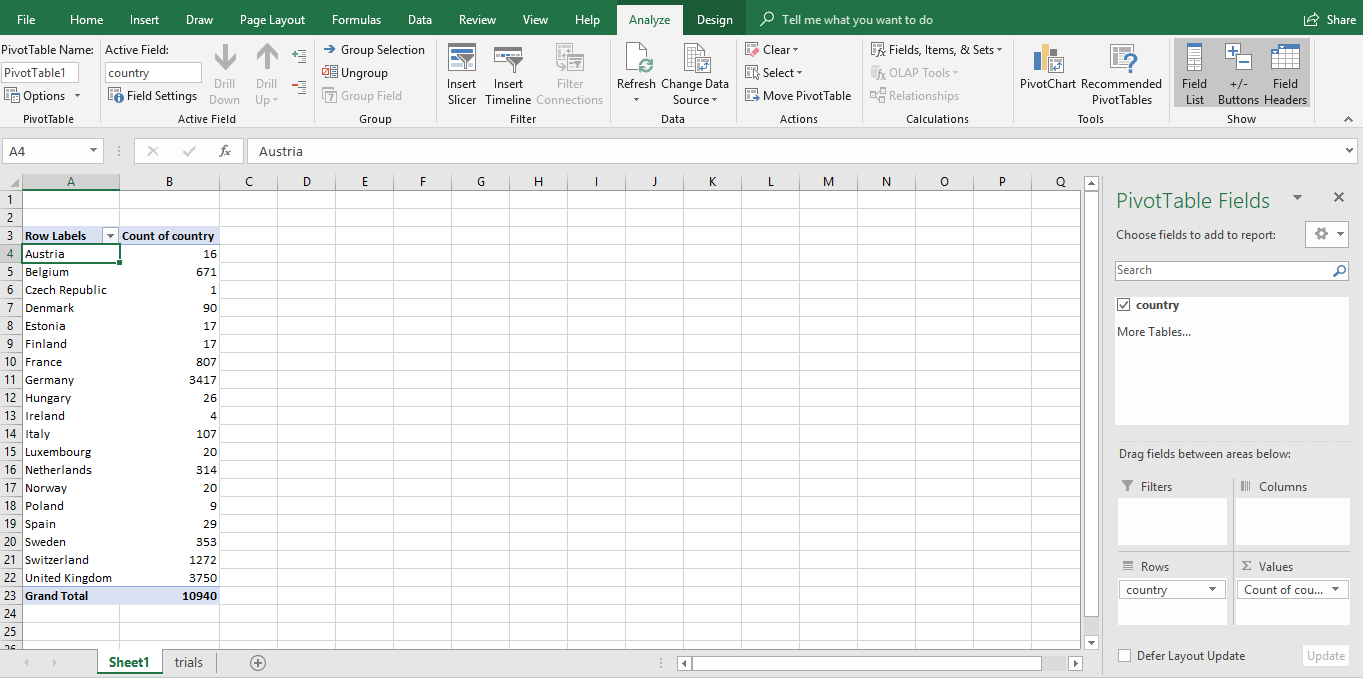 File Home Insert Draw Page Layout Formulas Data Review View Help Analyze Design Tell me what you want to do Share
PivotTable Name:
PivotTable1
Options
PivotTable
Active Field:
country
Field Settings
Drill Down
Drill Up
Active Field
Group Selection
Ungroup
Group Field
Group
Insert Slicer
Insert Timeline
Filter Connections
Filter
Refresh
Change Data Source
Data
Clear
Select
Move PivotTable
Actions
Fields, Items, & Sets
OLAP Tools
Relationships
Calculations
PivotChart
Recommended PivotTables
Tools
Field List
+/- Buttons
Field Headers
Show
A4 fx Austria
A B C D E F G H I J K L M N O P Q
1
2
3 Row Labels Count of country
4 Austria 16
5 Belgium 671
6 Czech Republic 1
7 Denmark 90
8 Estonia 17
9 Finland 17
10 France 807
11 Germany 3417
12 Hungary 26
13 Ireland 4
14 Italy 107
15 Luxembourg 20
16 Netherlands 314
17 Norway 20
18 Poland 9
19 Spain 29
20 Sweden 353
21 Switzerland 1272
22 United Kingdom 3750
23 Grand Total 10940
24
25
26
Sheet1 trials
PivotTable Fields
Choose fields to add to report:
Search
country
More Tables...
Drag fields between areas below:
Filters
Columns
Rows
Σ Values
country
Count of cou...
Defer Layout Update
Update